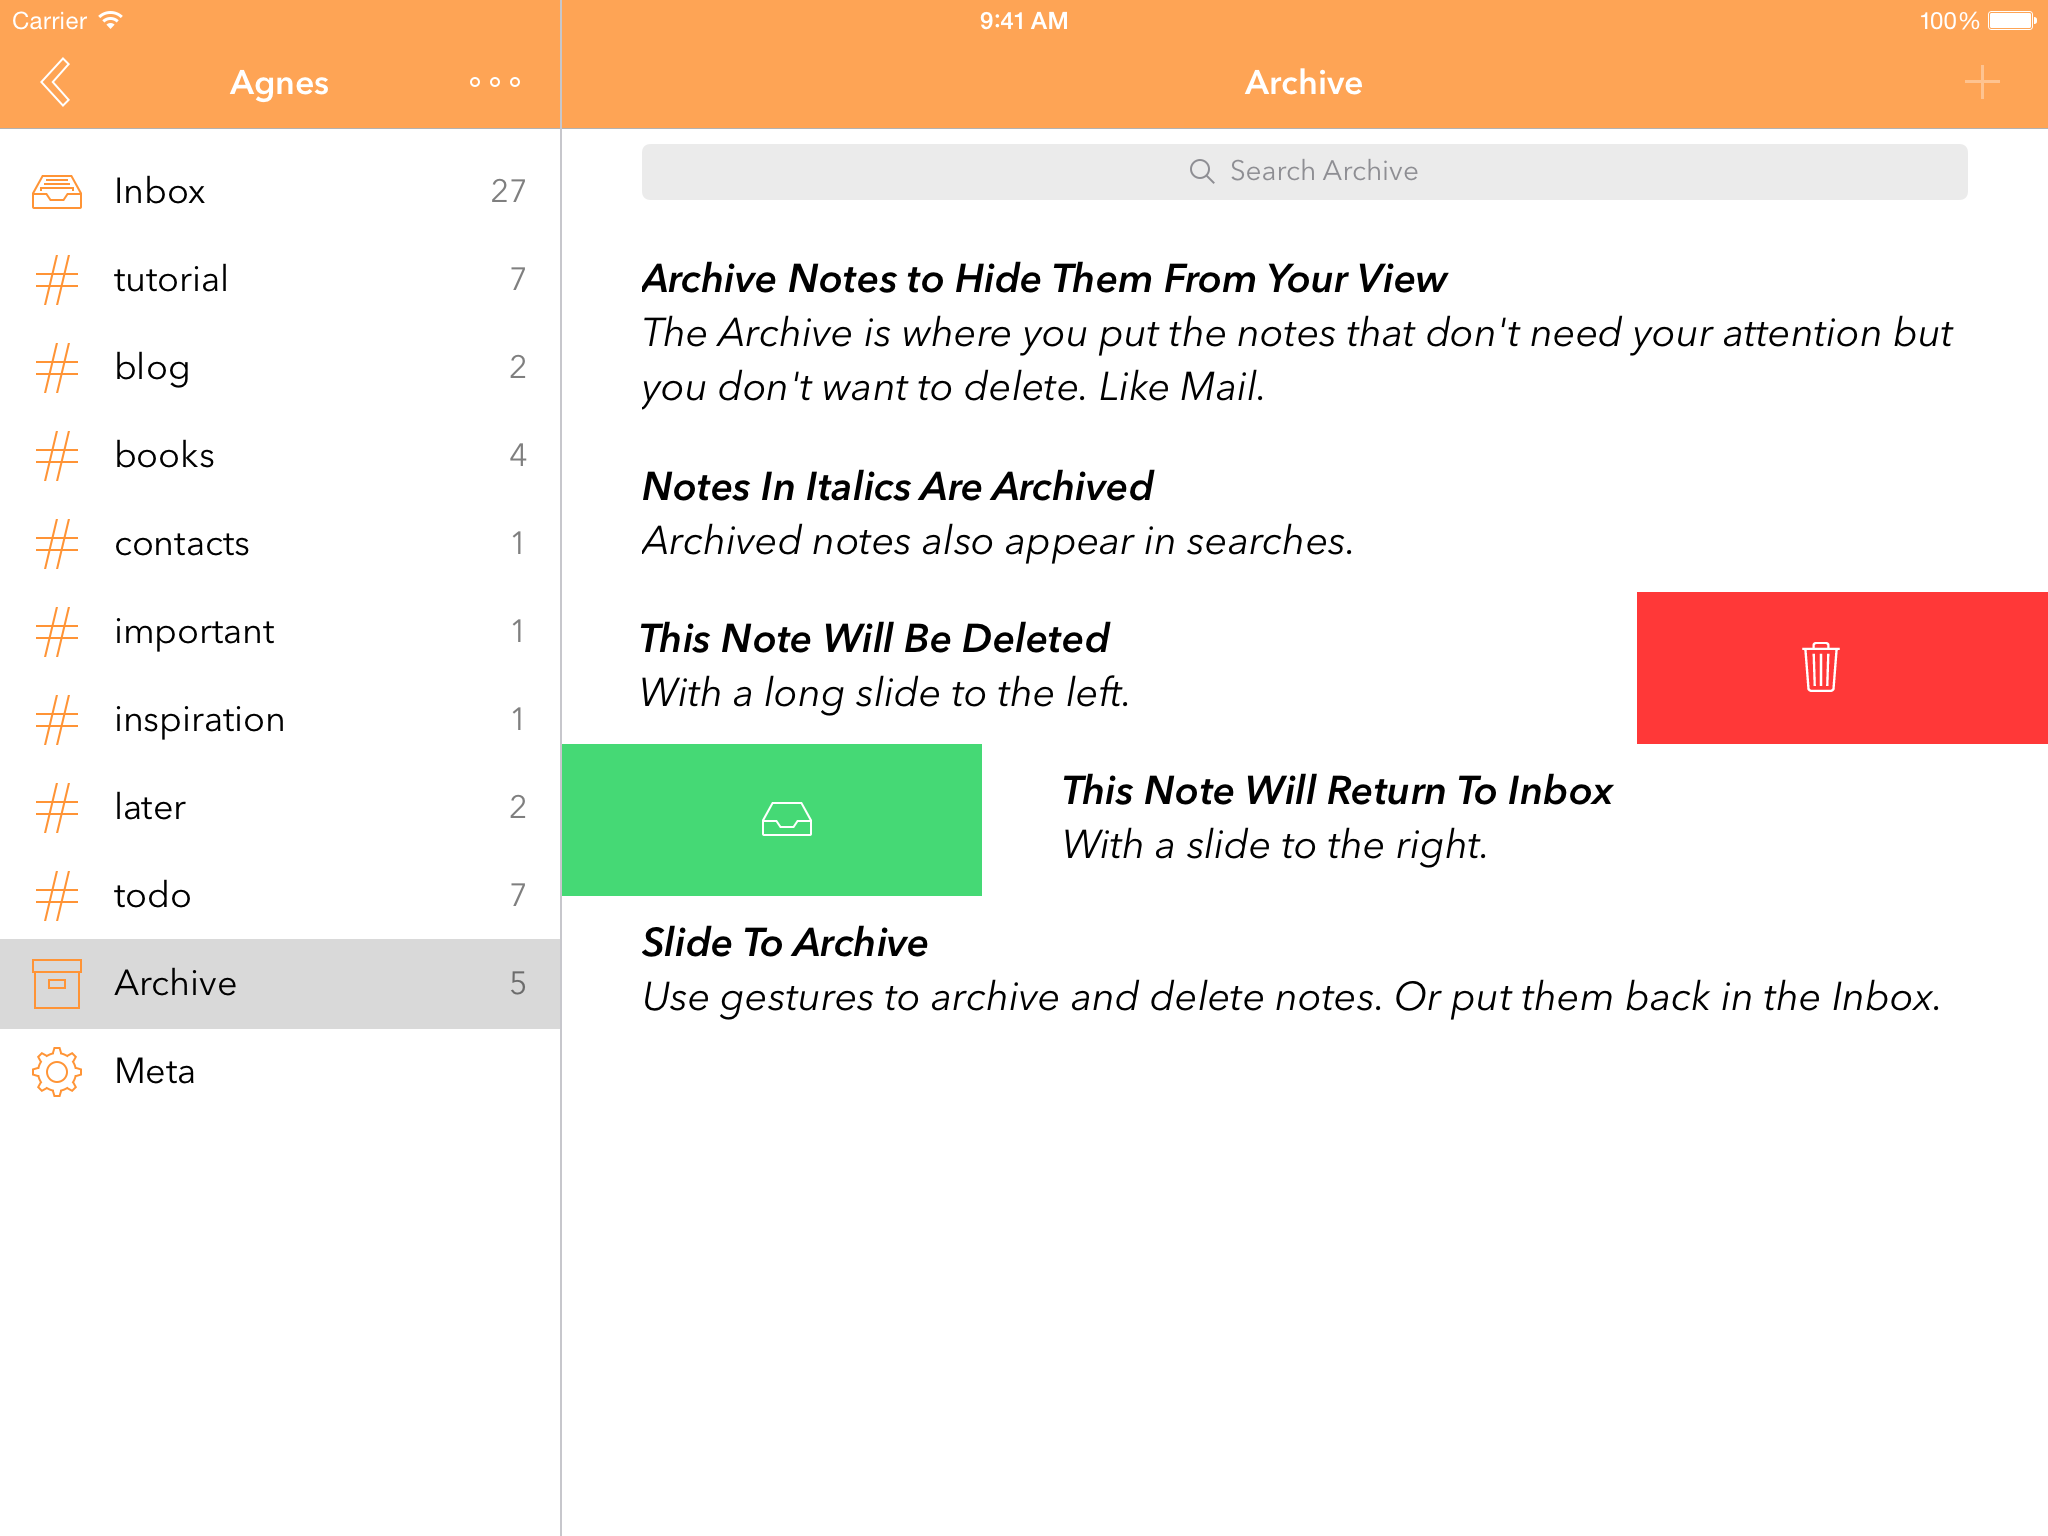 Carrier
9:41 AM
100%
Agnes
Archive
Inbox 27
# tutorial 7
# blog 2
# books 4
# contacts 1
# important 1
# inspiration 1
# later 2
# todo 7
Archive 5
Meta
Search Archive
Archive Notes to Hide Them From Your View
The Archive is where you put the notes that don't need your attention but
you don't want to delete. Like Mail.
Notes In Italics Are Archived
Archived notes also appear in searches.
This Note Will Be Deleted
With a long slide to the left.
This Note Will Return To Inbox
With a slide to the right.
Slide To Archive
Use gestures to archive and delete notes. Or put them back in the Inbox.